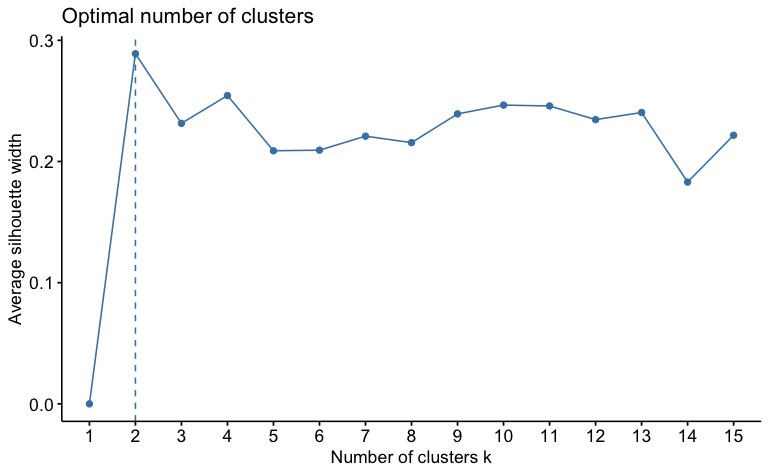 Optimal number of clusters
0.3
0.2
0.1
0.0
Average silhouette width
1 2 3 4 5 6 7 8 9 10 11 12 13 14 15
Number of clusters k